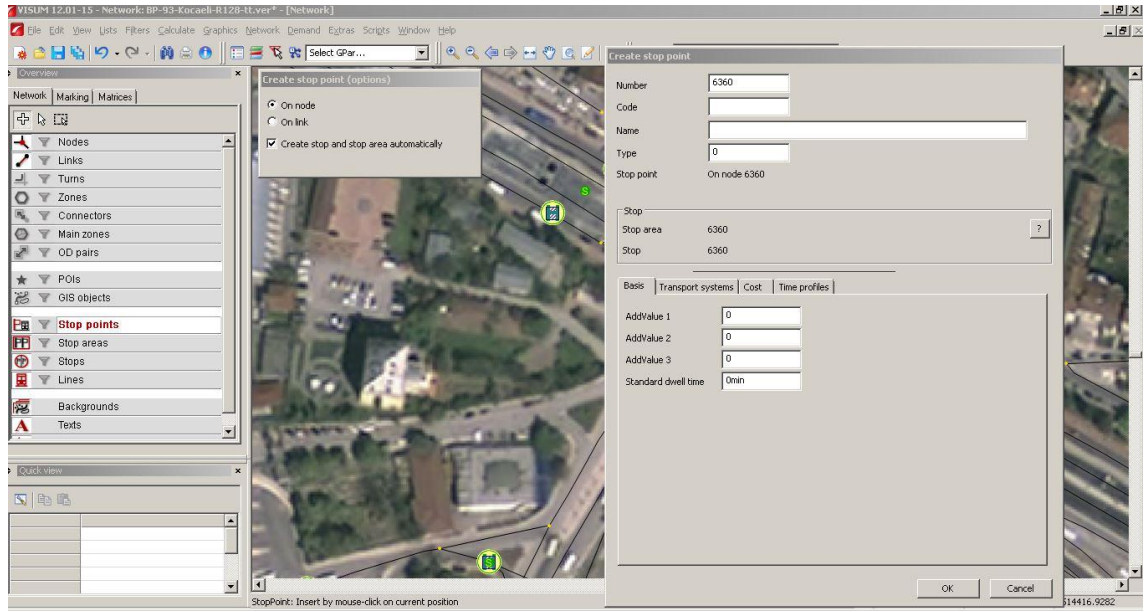 VISUM 12.01-15 - Network: BP-93-Kocaeli-R128-tt.ver* - [Network]
File Edit View Lists Filters Calculate Graphics Network Demand Extras Scripts Window Help
Select GPar...
Overview
Network Marking Matrices
Nodes
Links
Turns
Zones
Connectors
Main zones
OD pairs
POIs
GIS objects
Stop points
Stop areas
Stops
Lines
Backgrounds
A Texts
Quick view
Create stop point (options)
On node
On link
Create stop and stop area automatically
S
S
Create stop point
Number 6360
Code
Name
Type 0
Stop point On node 6360
Stop
Stop area 6360 ?
Stop 6360
Basis Transport systems Cost Time profiles
AddValue 1 0
AddValue 2 0
AddValue 3 0
Standard dwell time 0min
OK Cancel
StopPoint: Insert by mouse-click on current position
514416.9282